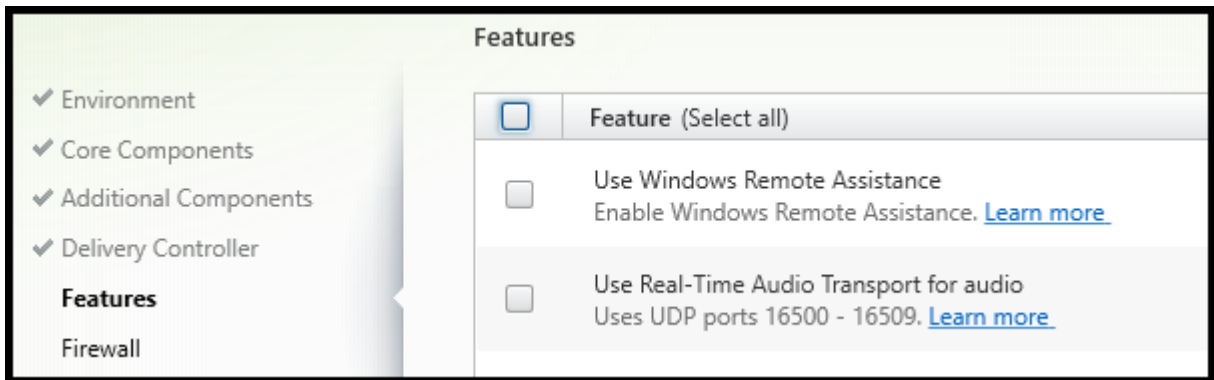 Features
Environment
Core Components
Additional Components
Delivery Controller
Features
Firewall
Feature (Select all)
Use Windows Remote Assistance
Enable Windows Remote Assistance. Learn more
Use Real-Time Audio Transport for audio
Uses UDP ports 16500 - 16509. Learn more